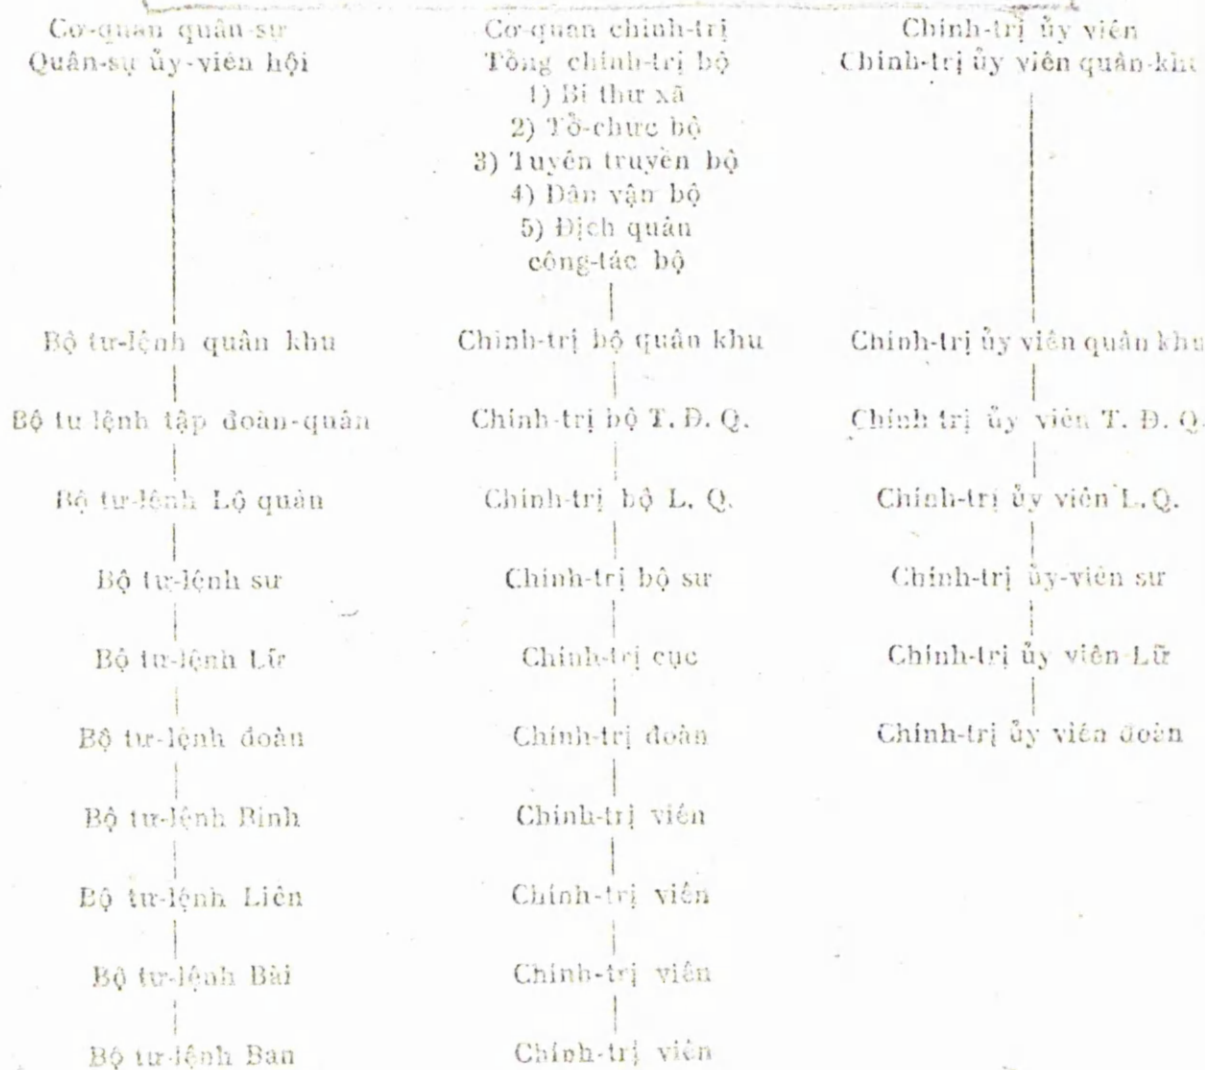 Cơ-quan quân-sự
Quân-sự ủy-viên hội
Cơ-quan chính-trị
Tổng chính-trị bộ
1) Bí thư xã
2) Tổ-chức bộ
3) Tuyên truyền bộ
4) Dân vận bộ
5) Địch quân
công-tác bộ
Chính-trị ủy viên
Chính-trị ủy viên quân-khu
Bộ tư-lệnh quân khu
Chính-trị bộ quân khu
Chính-trị ủy viên quân khu
Bộ tư lệnh tập đoàn-quân
Chính-trị bộ T. Đ. Q.
Chính trị ủy viên T. Đ. Q.
Bộ tư-lệnh Lộ quân
Chính-trị bộ L. Q.
Chính-trị ủy viên L. Q.
Bộ tư-lệnh sư
Chính-trị bộ sư
Chính-trị ủy-viên sư
Bộ tư-lệnh Lữ
Chính-trị cục
Chính-trị ủy viên Lữ
Bộ tư-lệnh đoàn
Chính-trị đoàn
Chính-trị ủy viên đoàn
Bộ tư-lệnh Binh
Chính-trị viên
Bộ tư-lệnh Liên
Chính-trị viên
Bộ tư-lệnh Bài
Chính-trị viên
Bộ tư-lệnh Ban
Chính-trị viên